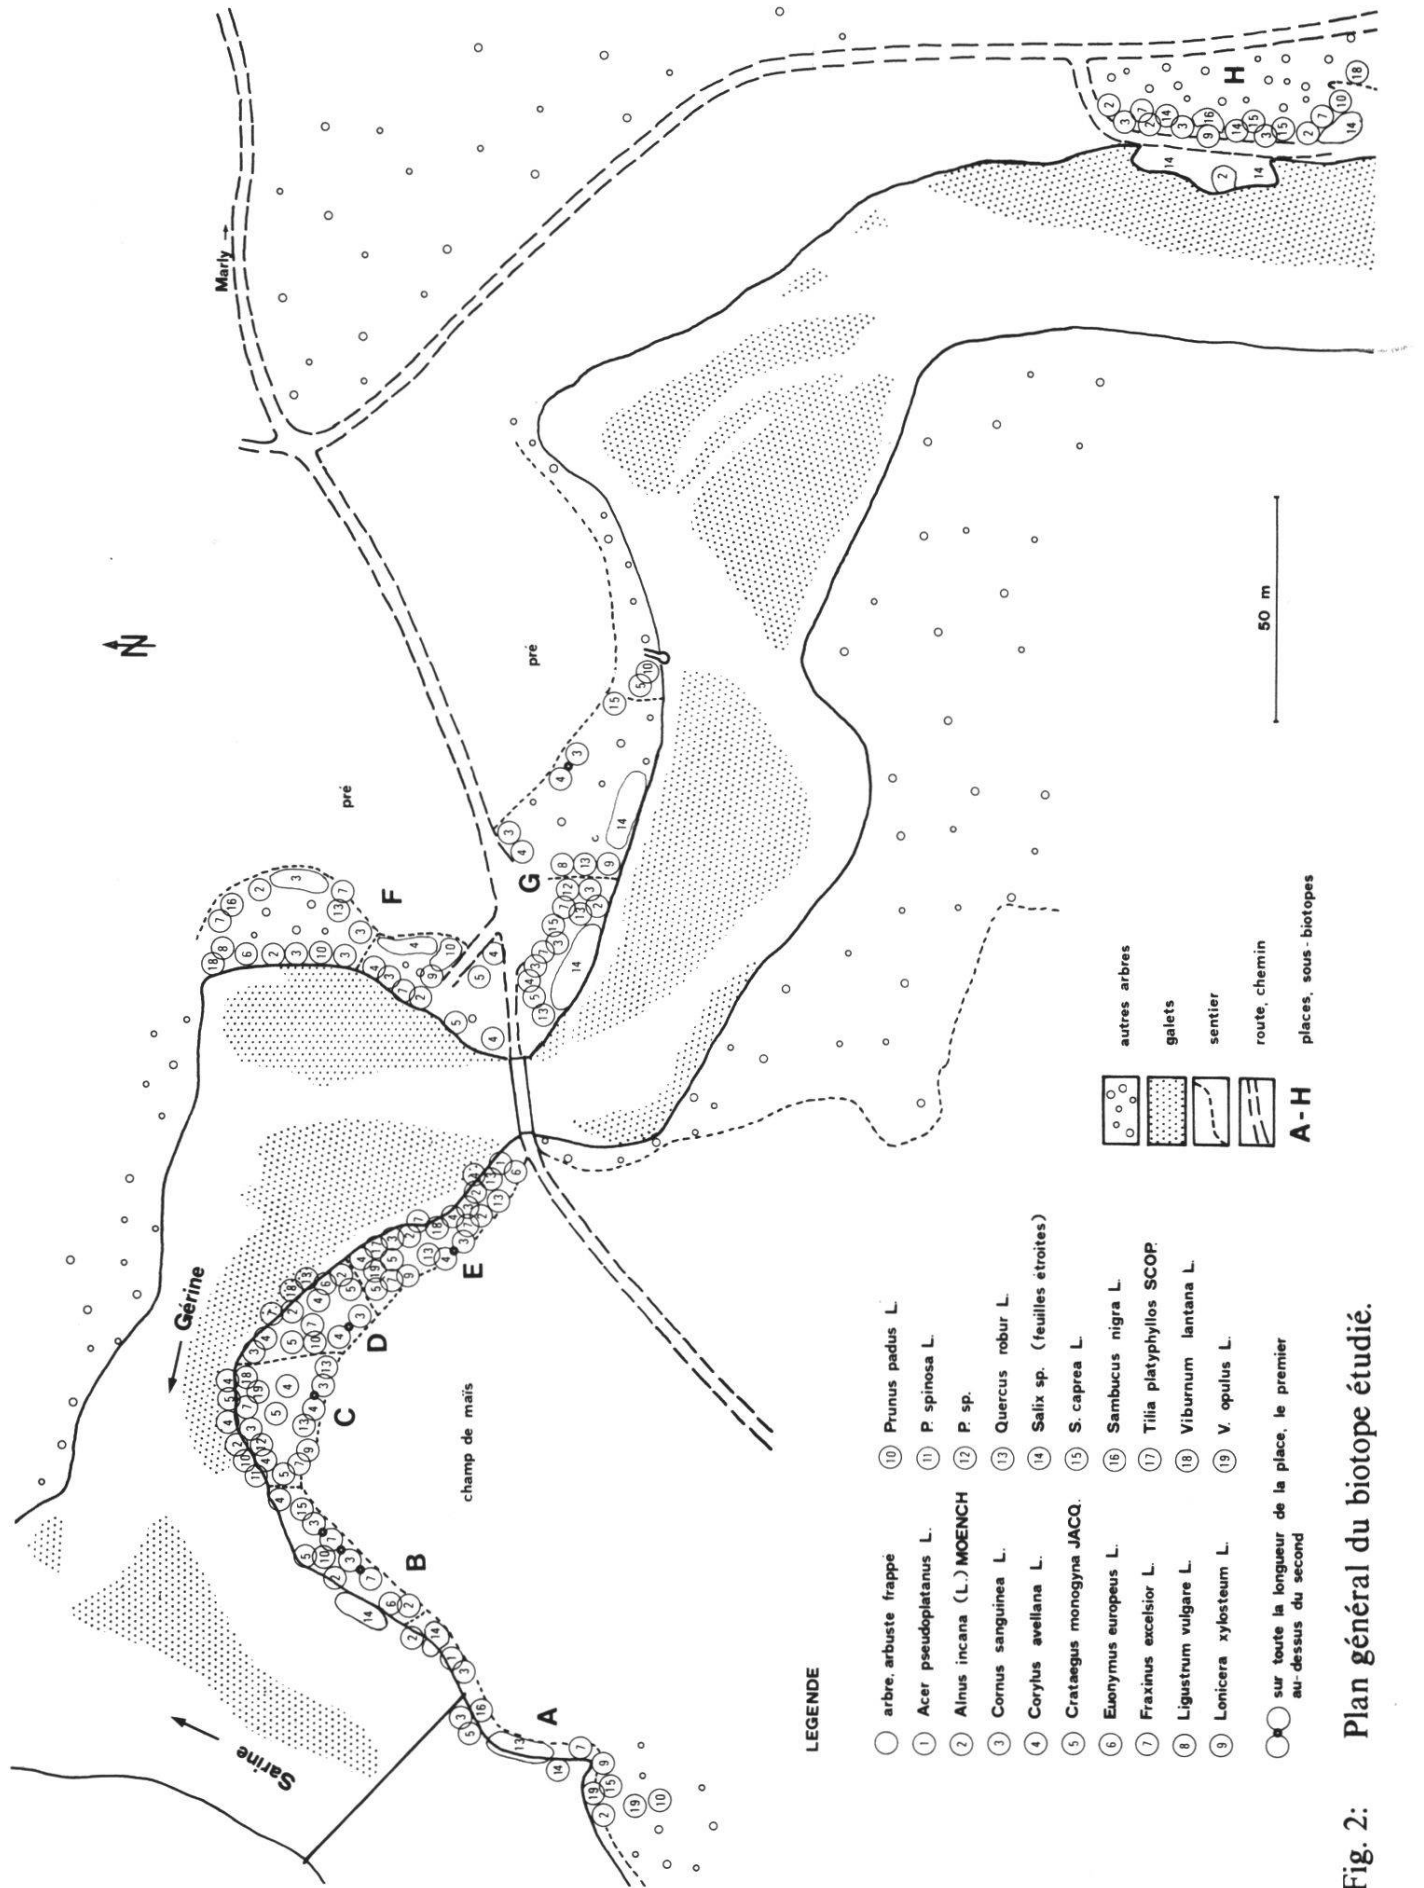 Marly →
N
pré
pré
Gérine
Sarine
champ de maïs
A
B
C
D
E
F
G
H
50 m
LEGENDE
arbre, arbuste frappé
1 Acer pseudoplatanus L.
2 Alnus incana (L.) MOENCH
3 Cornus sanguinea L.
4 Corylus avellana L.
5 Crataegus monogyna JACQ.
6 Euonymus europeus L.
7 Fraxinus excelsior L.
8 Ligustrum vulgare L.
9 Lonicera xylosteum L.
sur toute la longueur de la place, le premier
au-dessus du second
10 Prunus padus L.
11 P. spinosa L.
12 P. sp.
13 Quercus robur L.
14 Salix sp. (feuilles étroites)
15 S. caprea L.
16 Sambucus nigra L.
17 Tilia platyphyllos SCOP.
18 Viburnum lantana L.
19 V. opulus L.
autres arbres
galets
sentier
route, chemin
A-H places, sous-biotopes
Fig. 2: Plan général du biotope étudié.